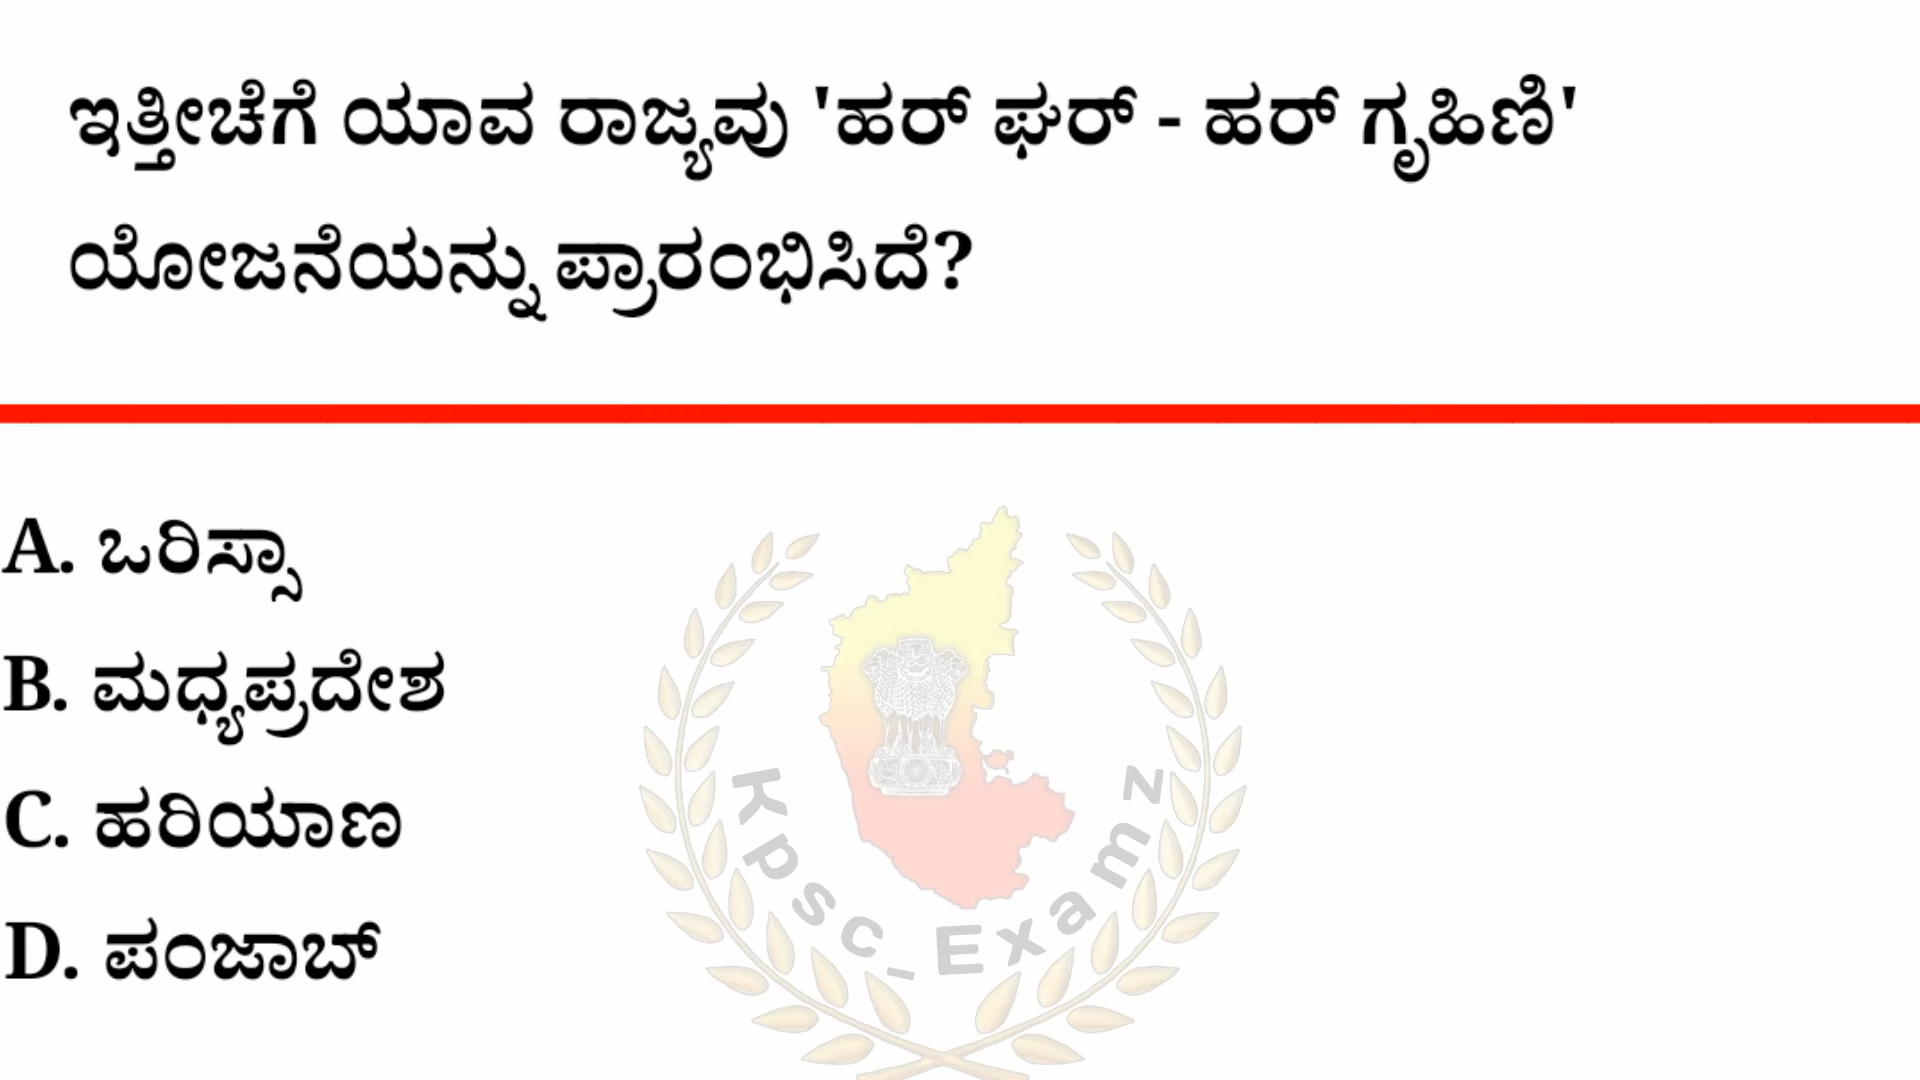 ಇತ್ತೀಚೆಗೆ ಯಾವ ರಾಜ್ಯವು 'ಹರ್ ಘರ್ - ಹರ್ ಗೃಹಿಣಿ'
ಯೋಜನೆಯನ್ನು ಪ್ರಾರಂಭಿಸಿದೆ?
A. ಒರಿಸ್ಸಾ
B. ಮಧ್ಯಪ್ರದೇಶ
C. ಹರಿಯಾಣ
D. ಪಂಜಾಬ್
Kpsc_Examz